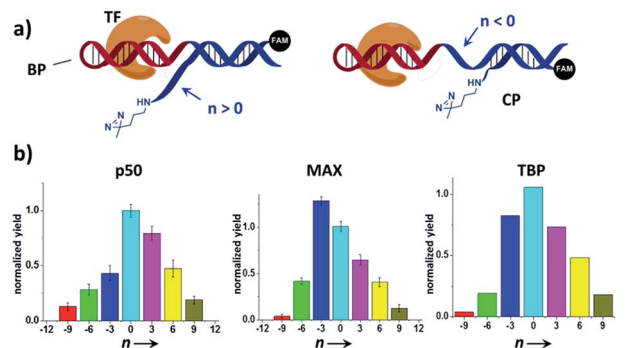 a)
TF
BP
FAM
HN
N
N
n > 0
n < 0
FAM
HN
N
N
CP
b)
p50
normalized yield
1.0
0.5
0.0
-12 -9 -6 -3 0 3 6 9 12
n →
MAX
normalized yield
1.0
0.5
0.0
-12 -9 -6 -3 0 3 6 9 12
n →
TBP
normalized yield
1.0
0.5
0.0
-9 -6 -3 0 3 6 9
n →